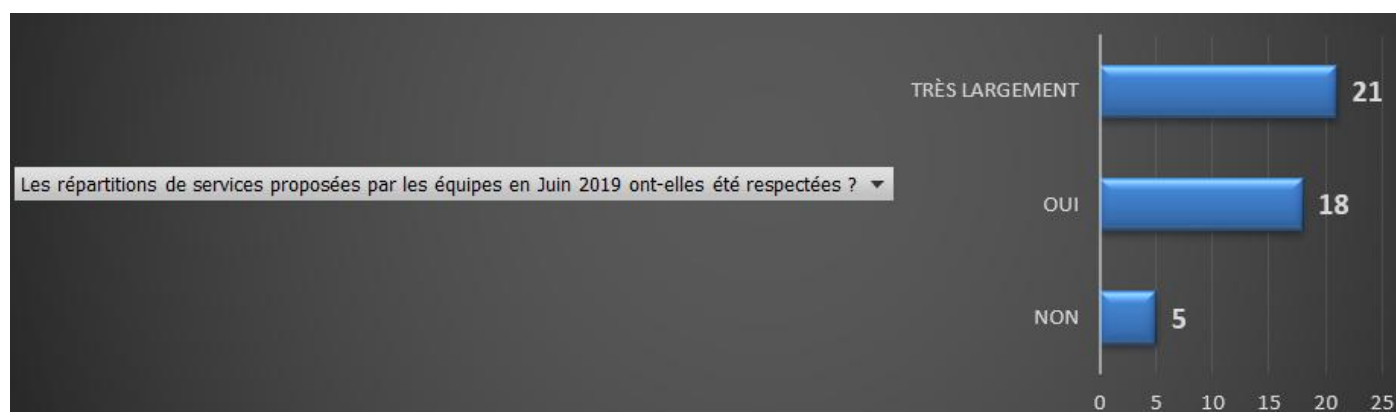 TRÈS LARGEMENT 21
Les répartitions de services proposées par les équipes en Juin 2019 ont-elles été respectées ?
OUI 18
NON 5
0 5 10 15 20 25